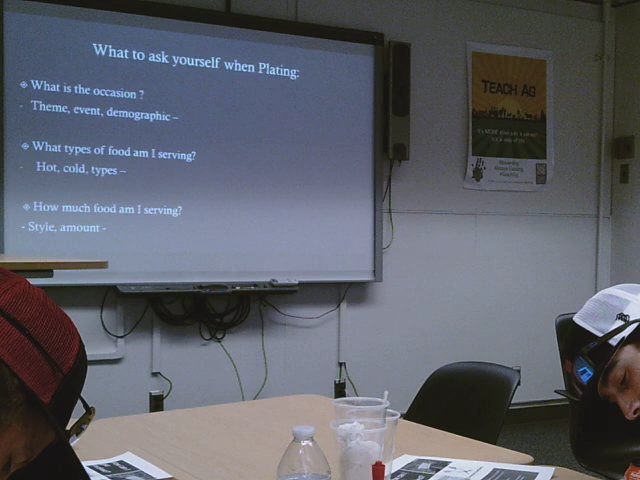 What to ask yourself when Plating:
What is the occasion ?
- Theme, event, demographic –
What types of food am I serving?
- Hot, cold, types –
How much food am I serving?
- Style, amount -
TEACH AG